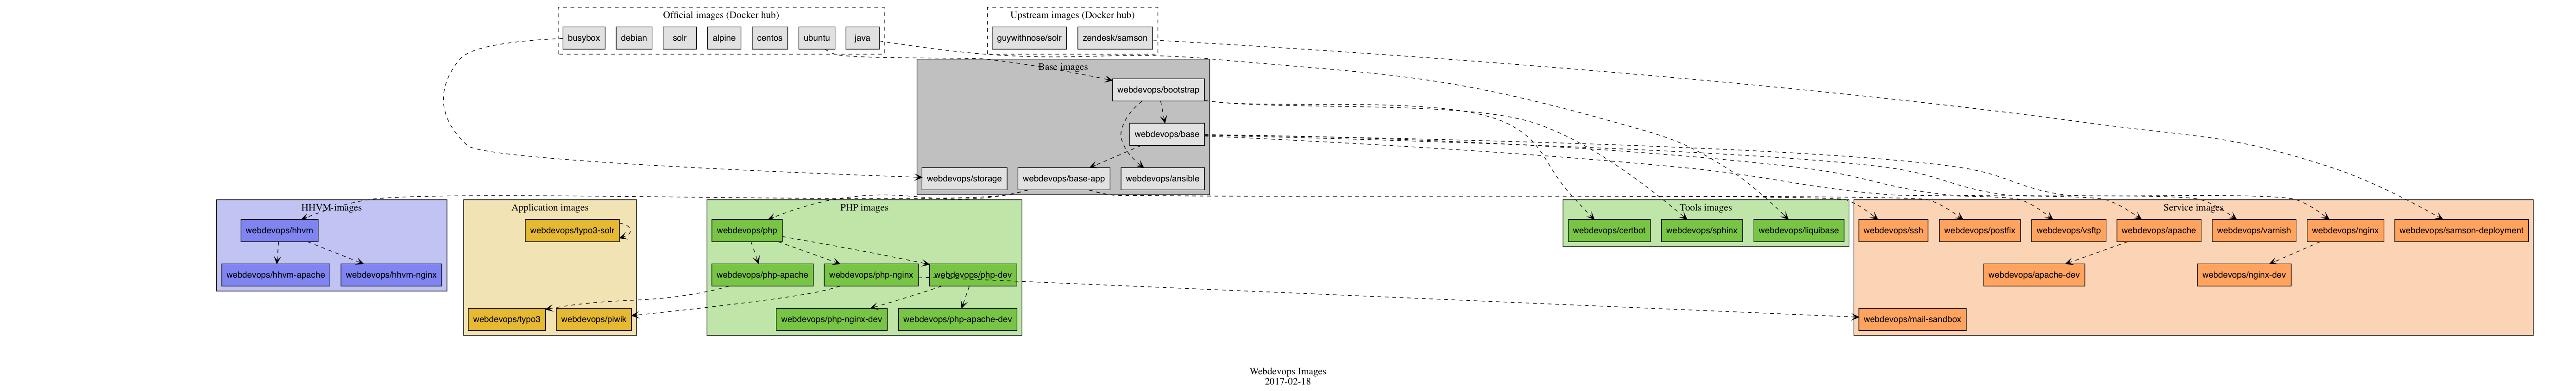 Official images (Docker hub)
busybox
debian
solr
alpine
centos
ubuntu
java
Upstream images (Docker hub)
guywithnose/solr
zendesk/samson
Base images
webdevops/bootstrap
webdevops/base
webdevops/storage
webdevops/base-app
webdevops/ansible
HHVM images
webdevops/hhvm
webdevops/hhvm-apache
webdevops/hhvm-nginx
Application images
webdevops/typo3-solr
webdevops/typo3
webdevops/piwik
PHP images
webdevops/php
webdevops/php-apache
webdevops/php-nginx
webdevops/php-dev
webdevops/php-nginx-dev
webdevops/php-apache-dev
Tools images
webdevops/certbot
webdevops/sphinx
webdevops/liquibase
Service images
webdevops/ssh
webdevops/postfix
webdevops/vsftp
webdevops/apache
webdevops/varnish
webdevops/nginx
webdevops/samson-deployment
webdevops/apache-dev
webdevops/nginx-dev
webdevops/mail-sandbox
Webdevops Images
2017-02-18